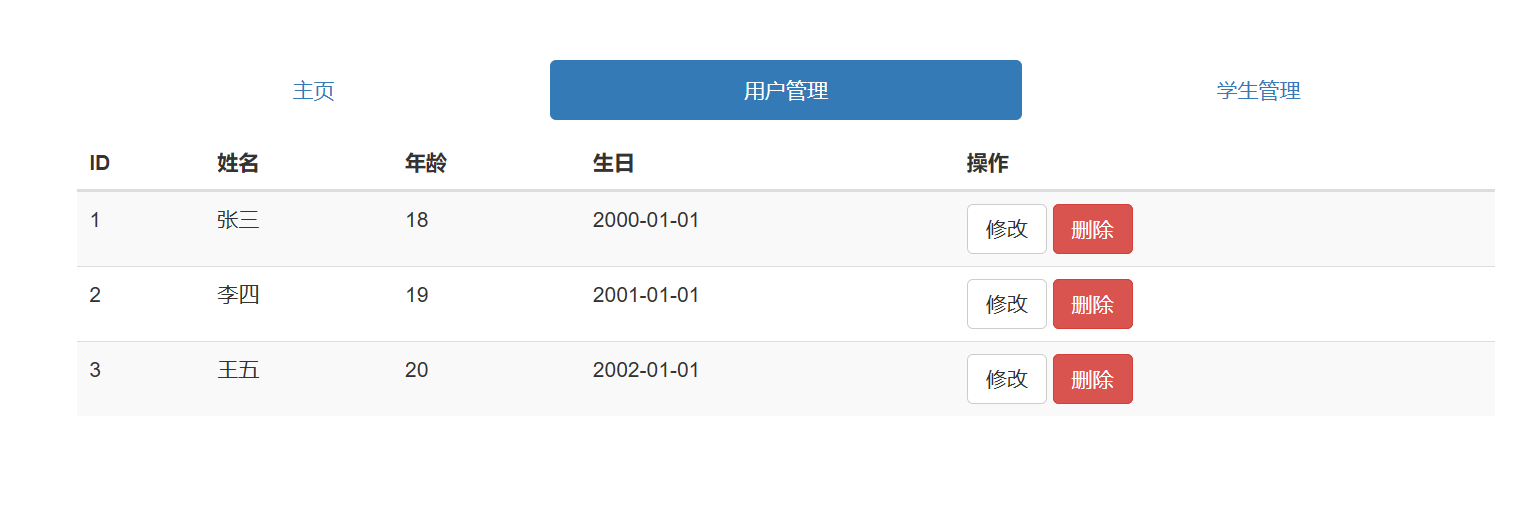 主页 用户管理 学生管理
ID 姓名 年龄 生日 操作
1 张三 18 2000-01-01 修改 删除
2 李四 19 2001-01-01 修改 删除
3 王五 20 2002-01-01 修改 删除